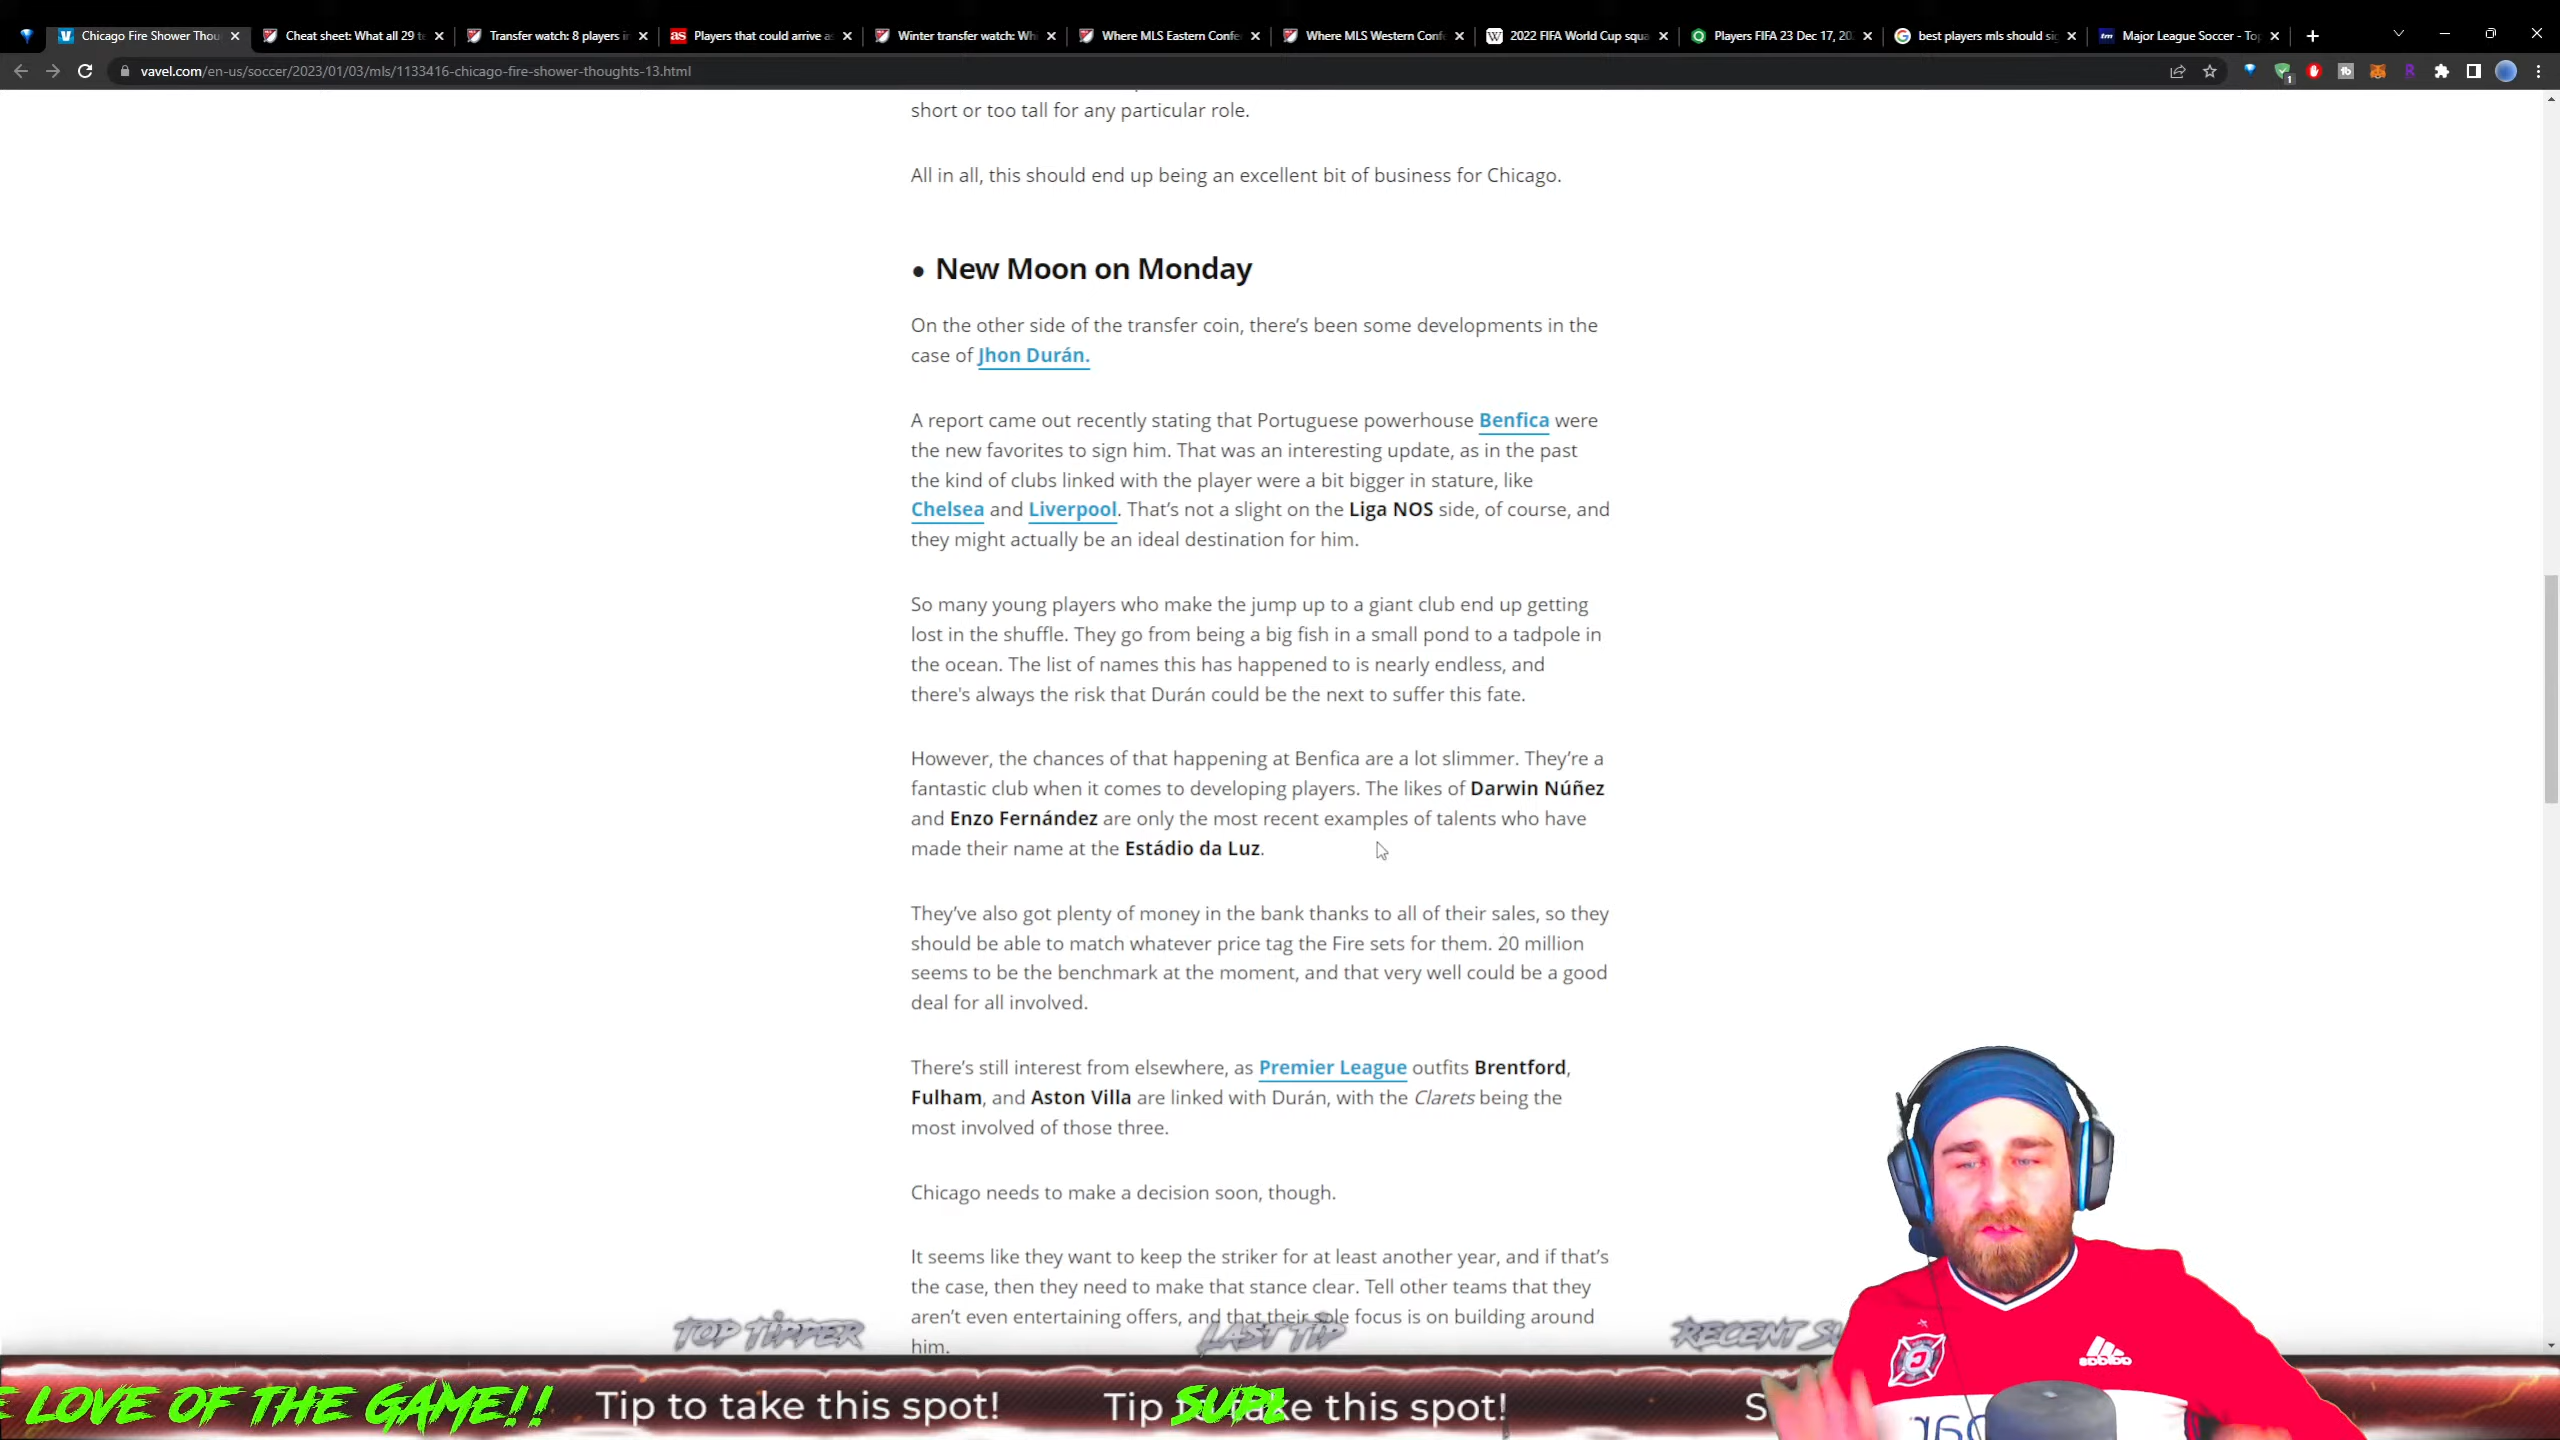 Chicago Fire Shower Thou
Cheat sheet: What all 29 te
Transfer watch: 8 players in
Players that could arrive a
Winter transfer watch: Wh
Where MLS Eastern Confe
Where MLS Western Conf
2022 FIFA World Cup squa
Players FIFA 23 Dec 17, 20
best players mls should si
Major League Soccer - To
vavel.com/en-us/soccer/2023/01/03/mls/1133416-chicago-fire-shower-thoughts-13.html
short or too tall for any particular role.
All in all, this should end up being an excellent bit of business for Chicago.
• New Moon on Monday
On the other side of the transfer coin, there's been some developments in the
case of Jhon Durán.
A report came out recently stating that Portuguese powerhouse Benfica were
the new favorites to sign him. That was an interesting update, as in the past
the kind of clubs linked with the player were a bit bigger in stature, like
Chelsea and Liverpool. That's not a slight on the Liga NOS side, of course, and
they might actually be an ideal destination for him.
So many young players who make the jump up to a giant club end up getting
lost in the shuffle. They go from being a big fish in a small pond to a tadpole in
the ocean. The list of names this has happened to is nearly endless, and
there's always the risk that Durán could be the next to suffer this fate.
However, the chances of that happening at Benfica are a lot slimmer. They're a
fantastic club when it comes to developing players. The likes of Darwin Núñez
and Enzo Fernández are only the most recent examples of talents who have
made their name at the Estádio da Luz.
They've also got plenty of money in the bank thanks to all of their sales, so they
should be able to match whatever price tag the Fire sets for them. 20 million
seems to be the benchmark at the moment, and that very well could be a good
deal for all involved.
There's still interest from elsewhere, as Premier League outfits Brentford,
Fulham, and Aston Villa are linked with Durán, with the Clarets being the
most involved of those three.
Chicago needs to make a decision soon, though.
It seems like they want to keep the striker for at least another year, and if that's
the case, then they need to make that stance clear. Tell other teams that they
aren't even entertaining offers, and that their sole focus is on building around
him.
TOP TIPPER
LAST TIP
RECENT SU
E LOVE OF THE GAME!!
Tip to take this spot!
Tip to take this spot!
SUPE
S
adidas